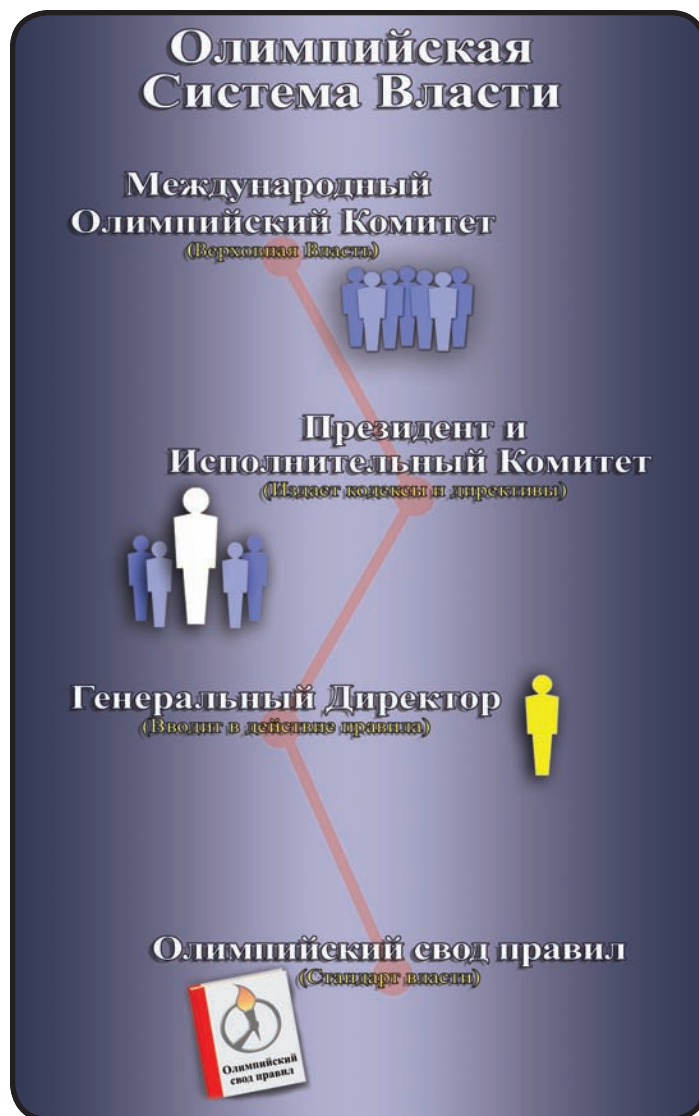 Олимпийская
Система Власти
Международный
Олимпийский Комитет
(Верховная Власть)
Президент и
Исполнительный Комитет
(Издает кодексы и директивы)
Генеральный Директор
(Вводит в действие правила)
Олимпийский свод правил
(Стандарт власти)
Олимпийский
свод правил